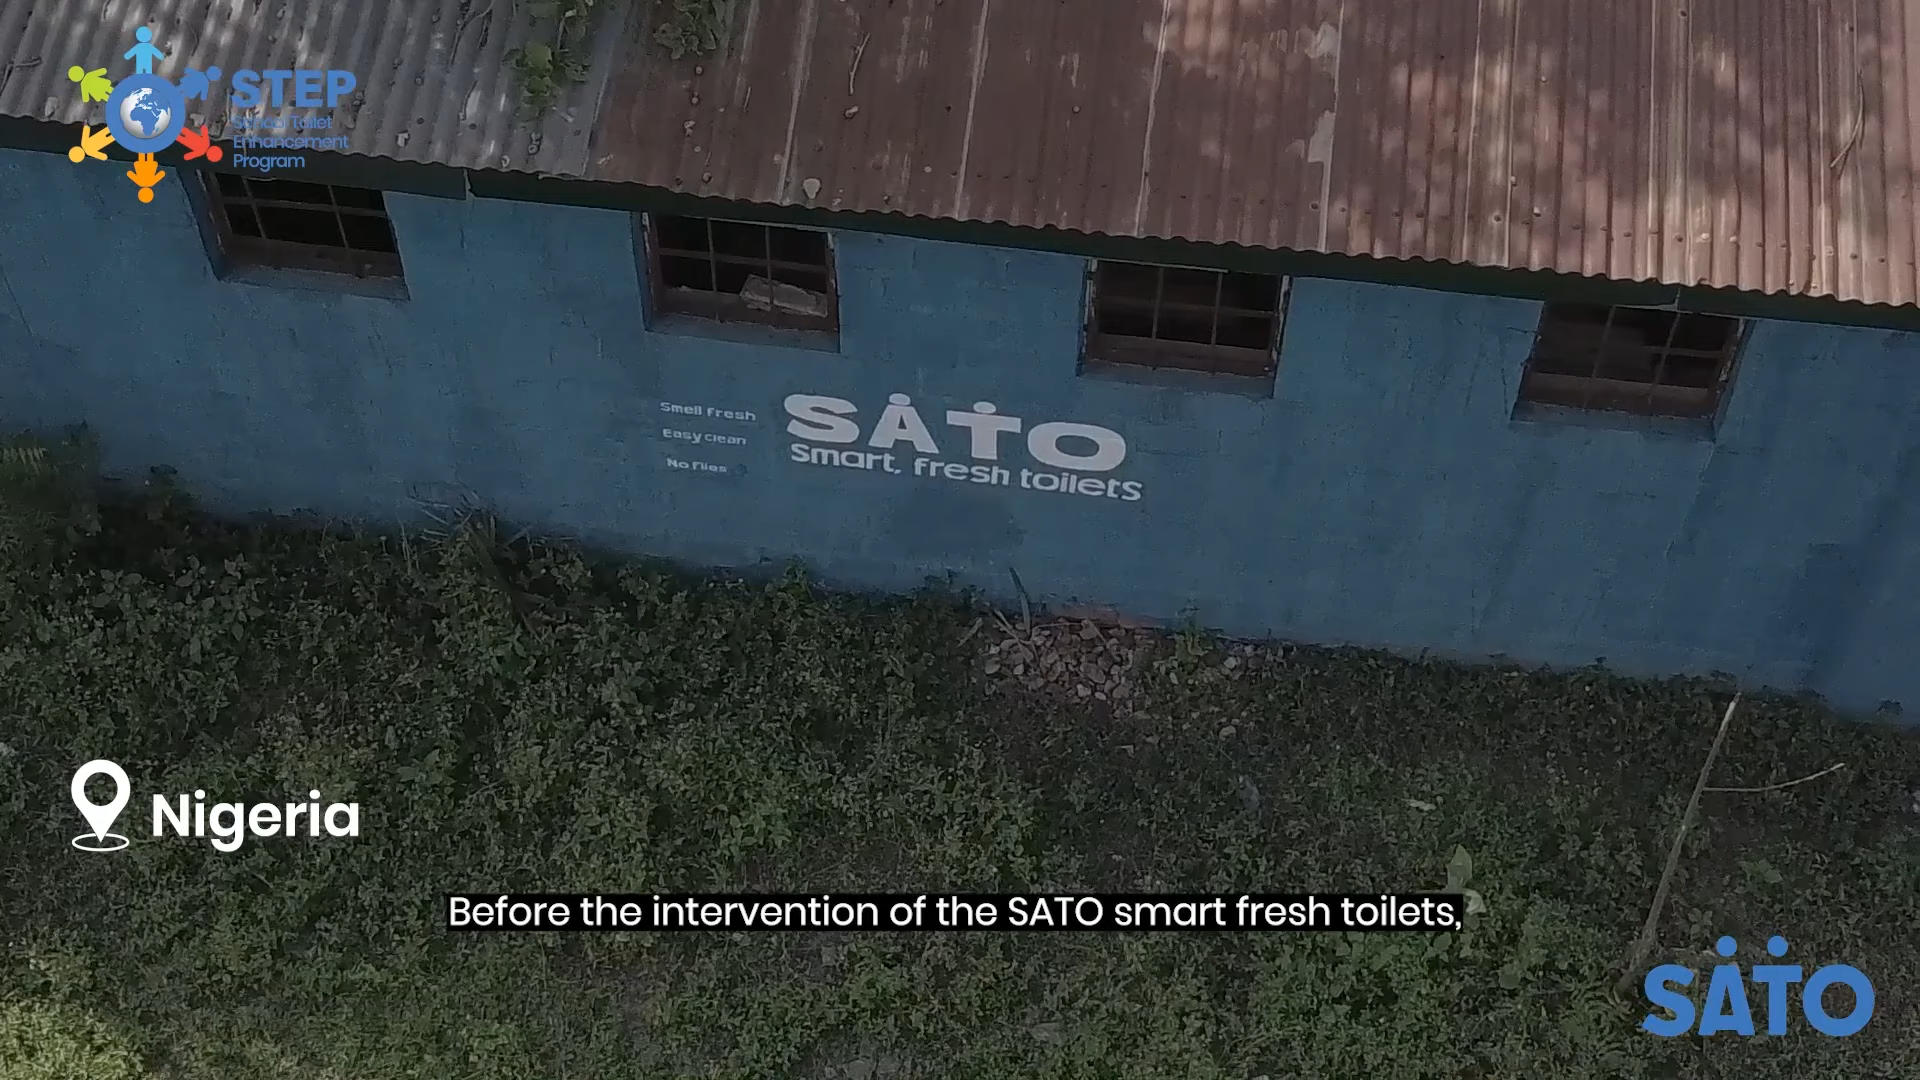 STEP
School Toilet
Enhancement
Program
Smell Fresh
Easy clean
No Flies
SATO
Smart, fresh toilets
Nigeria
Before the intervention of the SATO smart fresh toilets,
SATO